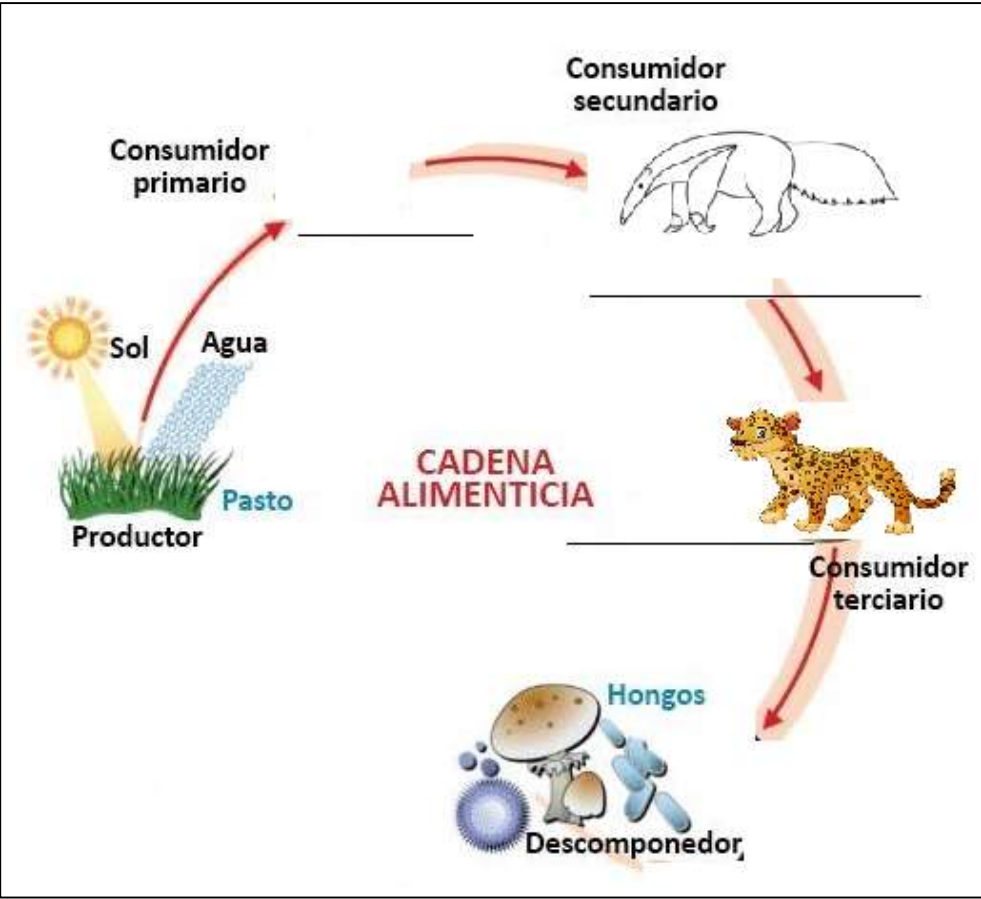 Consumidor
secundario
Consumidor
primario
Sol
Agua
CADENA
ALIMENTICIA
Pasto
Productor
Consumidor
terciario
Hongos
Descomponedor